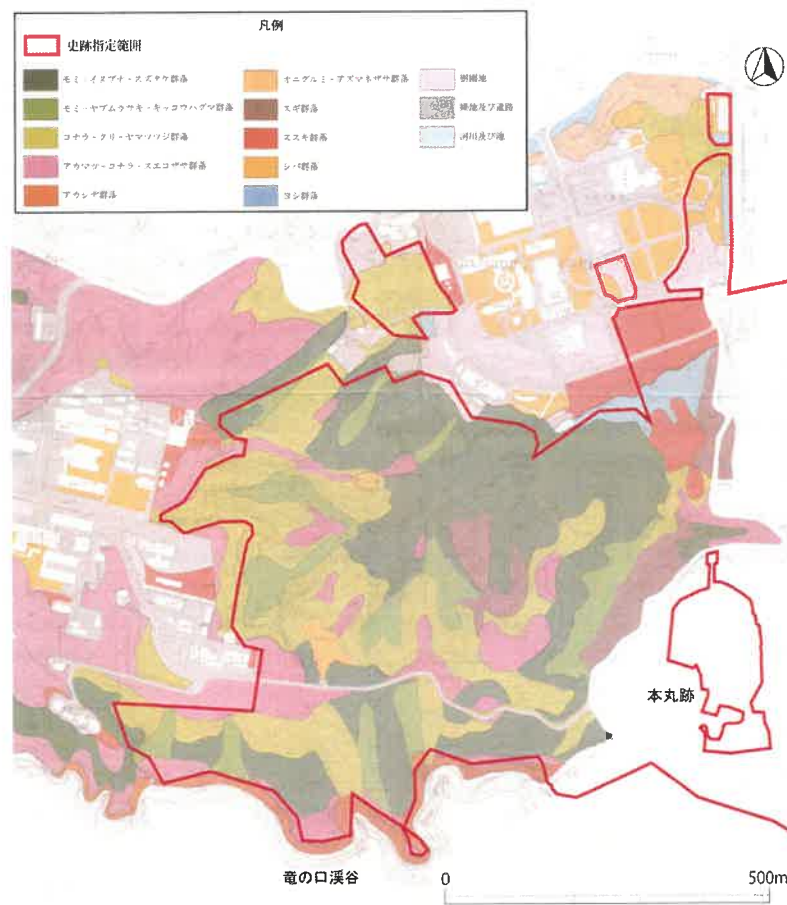 凡例
史跡指定範囲
モミ・イヌブナ・スズタケ群落
モミ・ヤブムラサキ・キッコウハグマ群落
コナラ・クリ・ヤマツツジ群落
アカマツ・コナラ・スエコザサ群落
アカシデ群落
オニグルミ・アズマネザサ群落
スギ群落
ススキ群落
シバ群落
ヨシ群落
樹園地
河川及び池
本丸跡
竜の口渓谷
0
500m